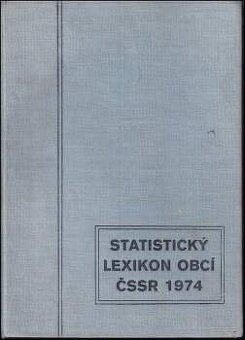 STATISTICKÝ
LEXIKON OBCÍ
ČSSR 1974